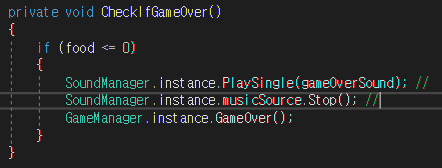 private void CheckIfGameOver()
{
    if (food <= 0)
    {
        SoundManager.instance.PlaySingle(gameOverSound); //
        SoundManager.instance.musicSource.Stop(); //
        GameManager.instance.GameOver();
    }
}